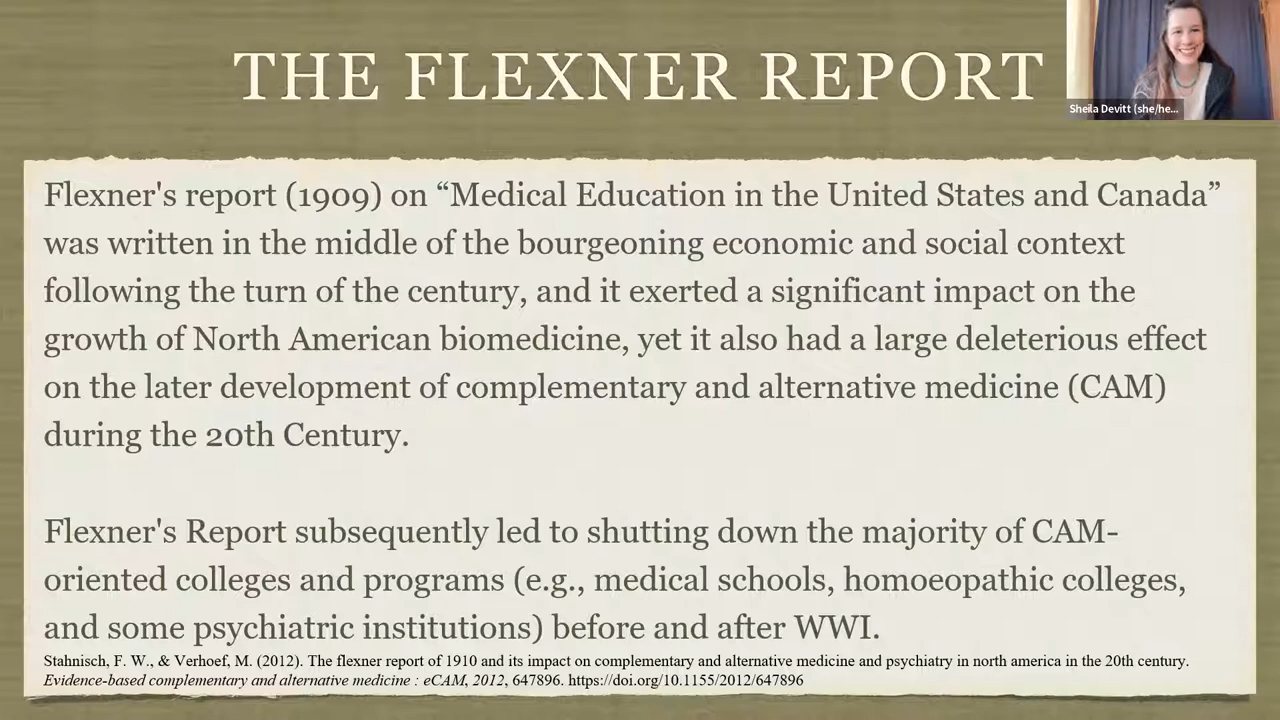 THE FLEXNER REPORT
Sheila Devitt (she/he...
Flexner's report (1909) on “Medical Education in the United States and Canada”
was written in the middle of the bourgeoning economic and social context
following the turn of the century, and it exerted a significant impact on the
growth of North American biomedicine, yet it also had a large deleterious effect
on the later development of complementary and alternative medicine (CAM)
during the 20th Century.
Flexner's Report subsequently led to shutting down the majority of CAM-
oriented colleges and programs (e.g., medical schools, homoeopathic colleges,
and some psychiatric institutions) before and after WWI.
Stahnisch, F. W., & Verhoef, M. (2012). The flexner report of 1910 and its impact on complementary and alternative medicine and psychiatry in north america in the 20th century.
Evidence-based complementary and alternative medicine : eCAM, 2012, 647896. https://doi.org/10.1155/2012/647896